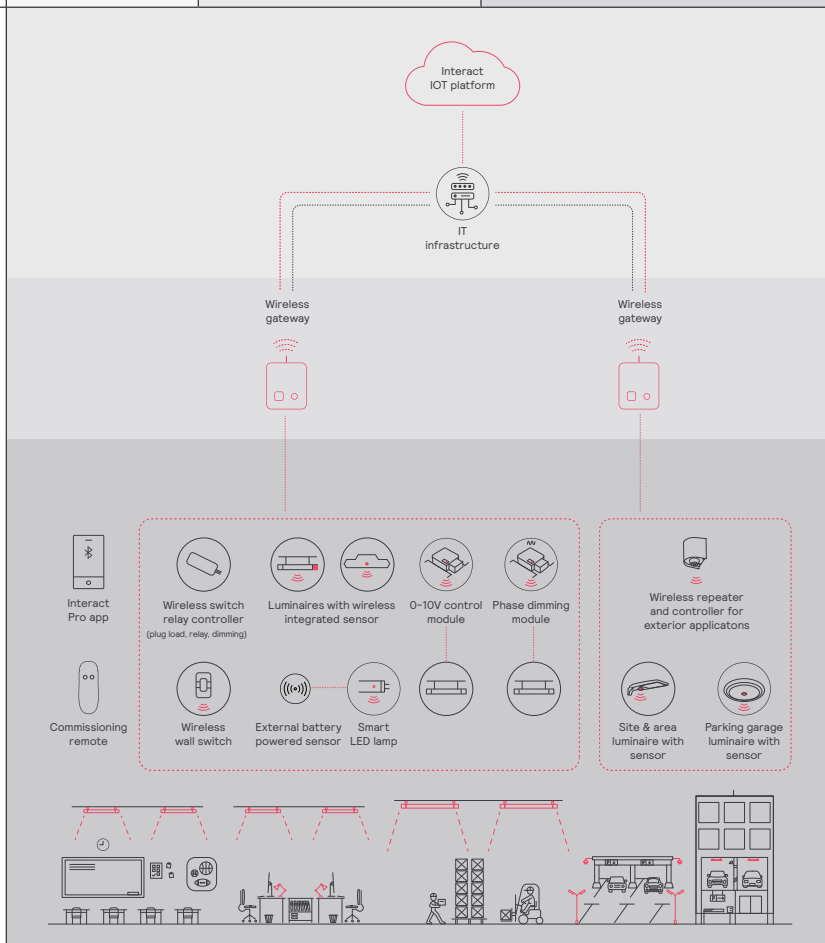 Interact
IOT platform
IT
infrastructure
Wireless
gateway
Wireless
gateway
Interact
Pro app
Wireless switch
relay controller
(plug load, relay, dimming)
Luminaires with wireless
integrated sensor
0-10V control
module
Phase dimming
module
Wireless repeater
and controller for
exterior applicatons
Commissioning
remote
Wireless
wall switch
External battery
powered sensor
Smart
LED lamp
Site & area
luminaire with
sensor
Parking garage
luminaire with
sensor